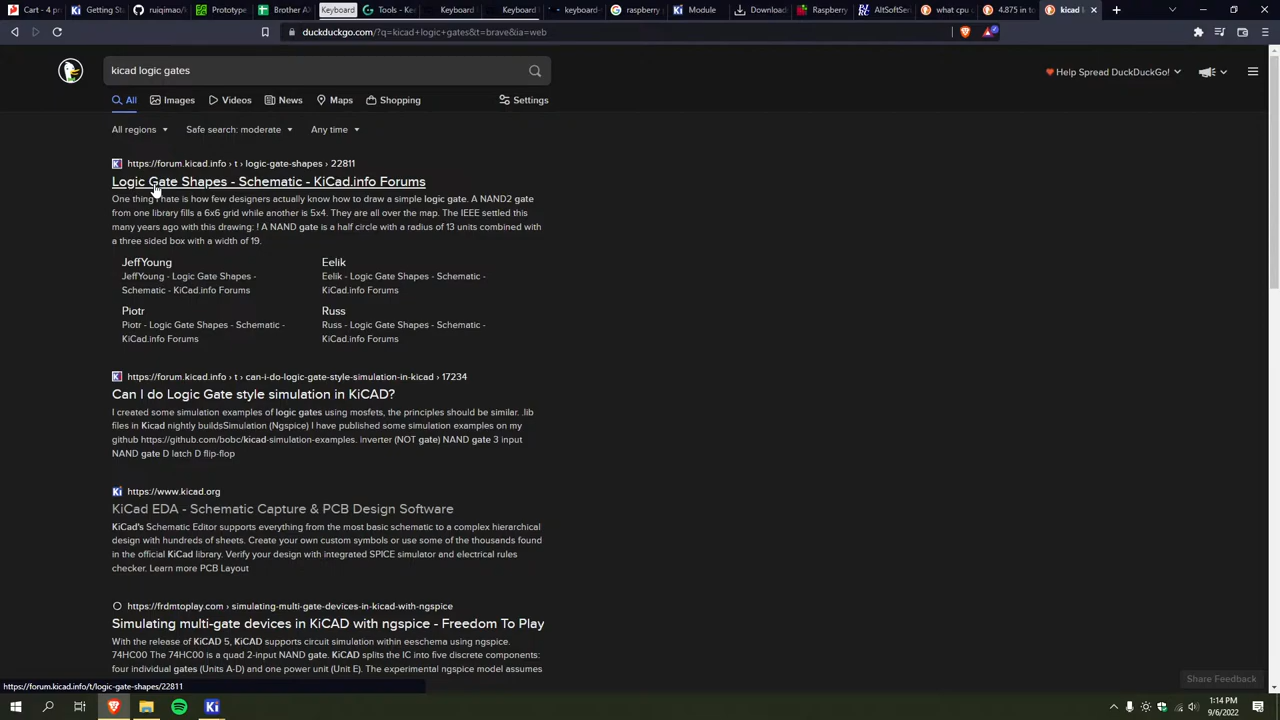 Cart - 4 pr
Getting Sta
ruiqimao/k
Prototype
Brother AI
Keyboard
Tools - Ke
Keyboard
Keyboard
keyboard-
raspberry
Module
Downloac
Raspberry
AltSoftSer
what cpu
4.875 in to
kicad l
duckduckgo.com/?q=kicad+logic+gates&t=brave&ia=web
kicad logic gates
Help Spread DuckDuckGo!
All
Images
Videos
News
Maps
Shopping
Settings
All regions
Safe search: moderate
Any time
https://forum.kicad.info › t › logic-gate-shapes › 22811
Logic Gate Shapes - Schematic - KiCad.info Forums
One thing hate is how few designers actually know how to draw a simple logic gate. A NAND2 gate
from one library fills a 6x6 grid while another is 5x4. They are all over the map. The IEEE settled this
many years ago with this drawing: ! A NAND gate is a half circle with a radius of 13 units combined with
a three sided box with a width of 19.
JeffYoung
JeffYoung - Logic Gate Shapes -
Schematic - KiCad.info Forums
Eelik
Eelik - Logic Gate Shapes - Schematic -
KiCad.info Forums
Piotr
Piotr - Logic Gate Shapes - Schematic -
KiCad.info Forums
Russ
Russ - Logic Gate Shapes - Schematic -
KiCad.info Forums
https://forum.kicad.info › t › can-i-do-logic-gate-style-simulation-in-kicad › 17234
Can I do Logic Gate style simulation in KiCAD?
I created some simulation examples of logic gates using mosfets, the principles should be similar. .lib
files in Kicad nightly buildsSimulation (Ngspice) I have published some simulation examples on my
github https://github.com/bobc/kicad-simulation-examples. inverter (NOT gate) NAND gate 3 input
NAND gate D latch D flip-flop
https://www.kicad.org
KiCad EDA - Schematic Capture & PCB Design Software
KiCad's Schematic Editor supports everything from the most basic schematic to a complex hierarchical
design with hundreds of sheets. Create your own custom symbols or use some of the thousands found
in the official KiCad library. Verify your design with integrated SPICE simulator and electrical rules
checker. Learn more PCB Layout
https://frdmtoplay.com › simulating-multi-gate-devices-in-kicad-with-ngspice
Simulating multi-gate devices in KiCAD with ngspice - Freedom To Play
With the release of KiCAD 5, KiCAD supports circuit simulation within eeschema using ngspice.
74HC00 The 74HC00 is a quad 2-input NAND gate. KiCAD splits the IC into five discrete components:
four individual gates (Units A-D) and one power unit (Unit E). The experimental ngspice model assumes
Share Feedback
https://forum.kicad.info/t/logic-gate-shapes/22811
1:14 PM
9/6/2022